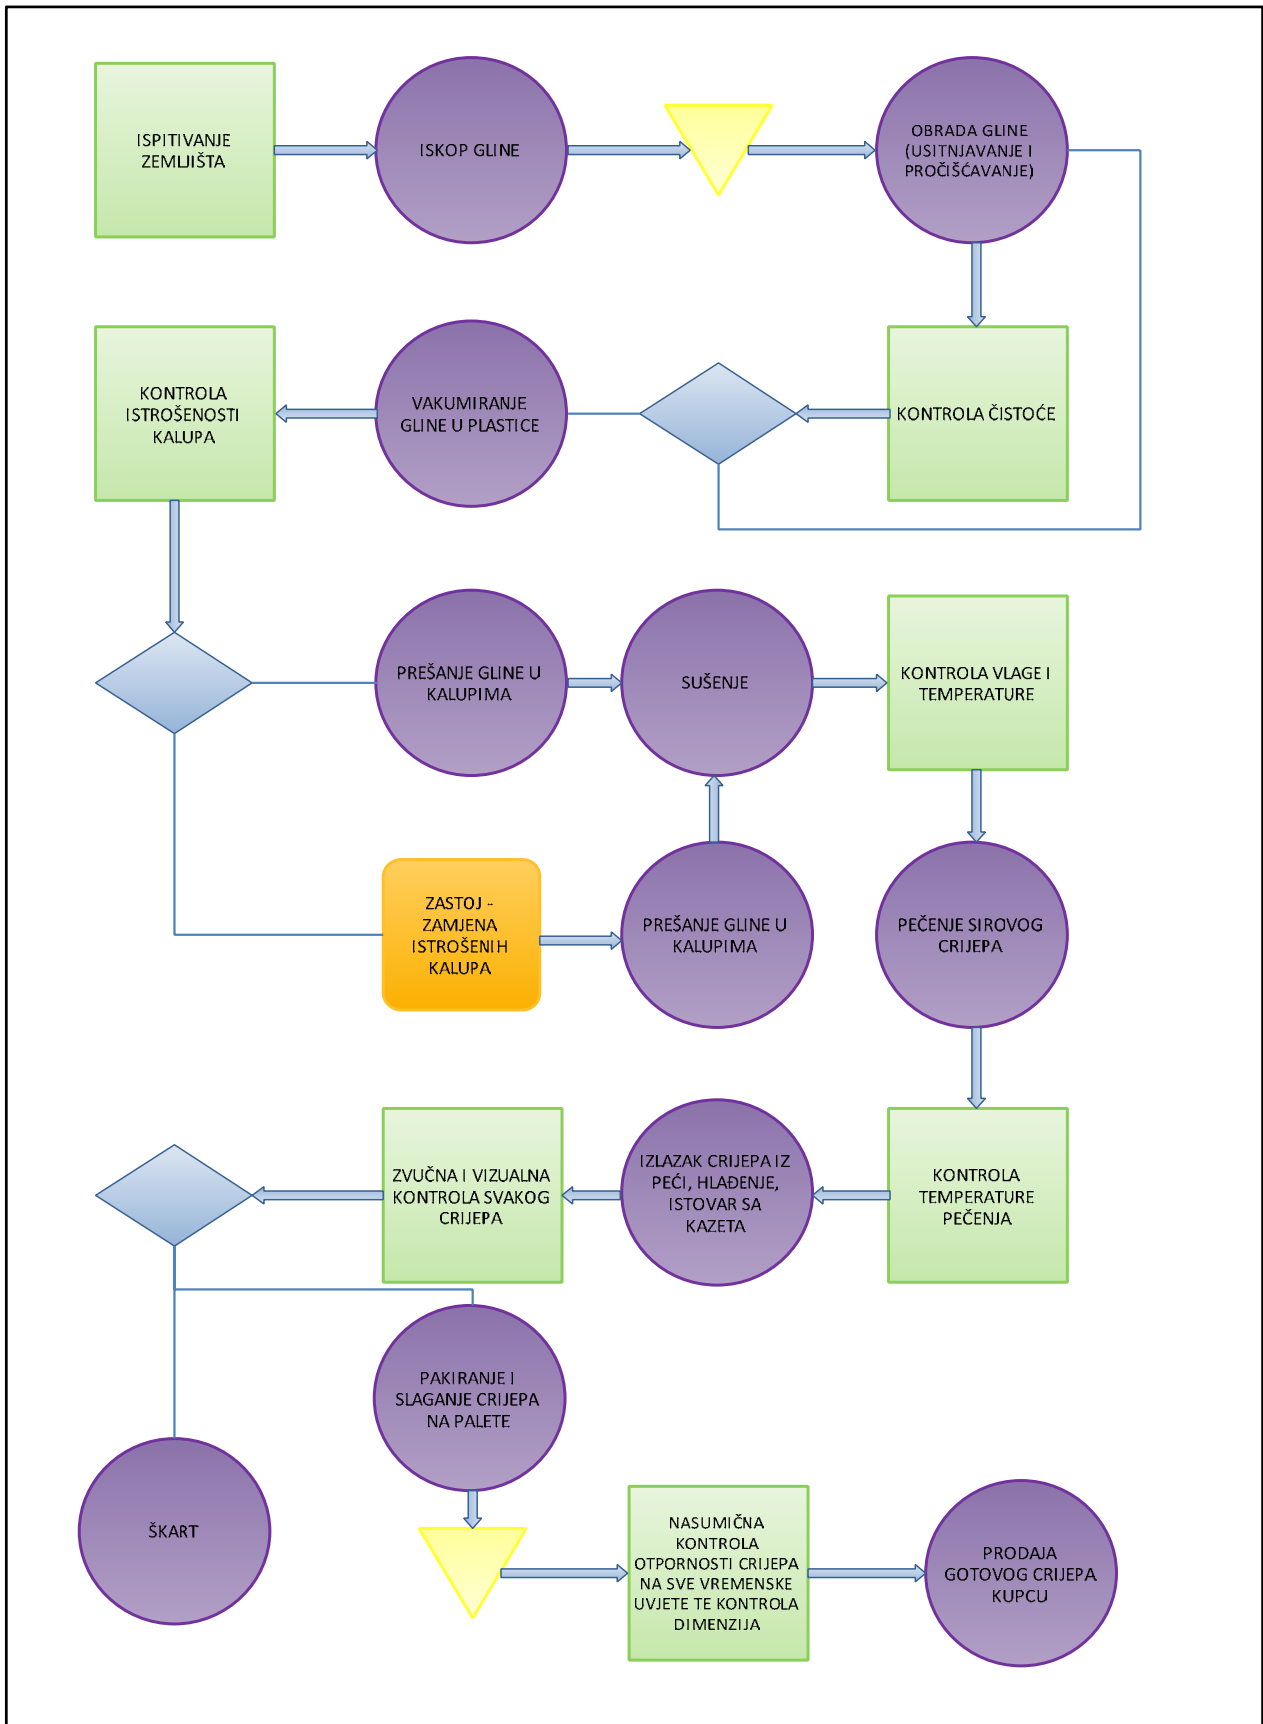 ISPITIVANJE
ZEMLJIŠTA
ISKOP GLINE
OBRADA GLINE
(USITNJAVANJE I
PROČIŠĆAVANJE)
KONTROLA
ISTROŠENOSTI
KALUPA
VAKUMIRANJE
GLINE U PLASTICE
KONTROLA ČISTOĆE
PREŠANJE GLINE U
KALUPIMA
SUŠENJE
KONTROLA VLAGE I
TEMPERATURE
ZASTOJ -
ZAMJENA
ISTROŠENIH
KALUPA
PREŠANJE GLINE U
KALUPIMA
PEČENJE SIROVOG
CRIJEPA
ZVUČNA I VIZUALNA
KONTROLA SVAKOG
CRIJEPA
IZLAZAK CRIJEPA IZ
PEĆI, HLAĐENJE,
ISTOVAR SA
KAZETA
KONTROLA
TEMPERATURE
PEČENJA
PAKIRANJE I
SLAGANJE CRIJEPA
NA PALETE
ŠKART
NASUMIČNA
KONTROLA
OTPORNOSTI CRIJEPA
NA SVE VREMENSKE
UVJETE TE KONTROLA
DIMENZIJA
PRODAJA
GOTOVOG CRIJEPA
KUPCU